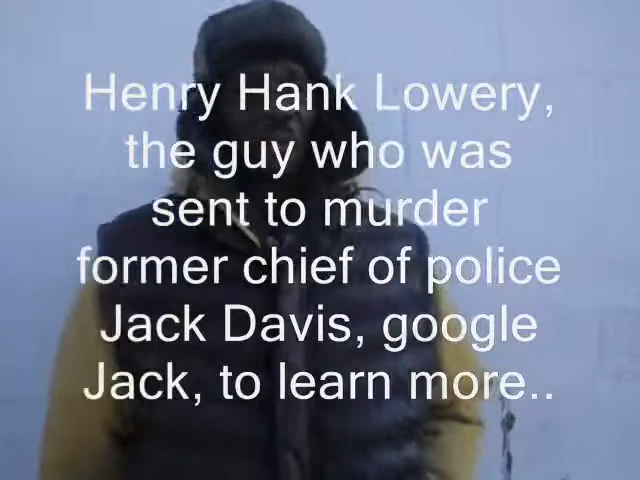 Henry Hank Lowery,
the guy who was
sent to murder
former chief of police
Jack Davis, google
Jack, to learn more..